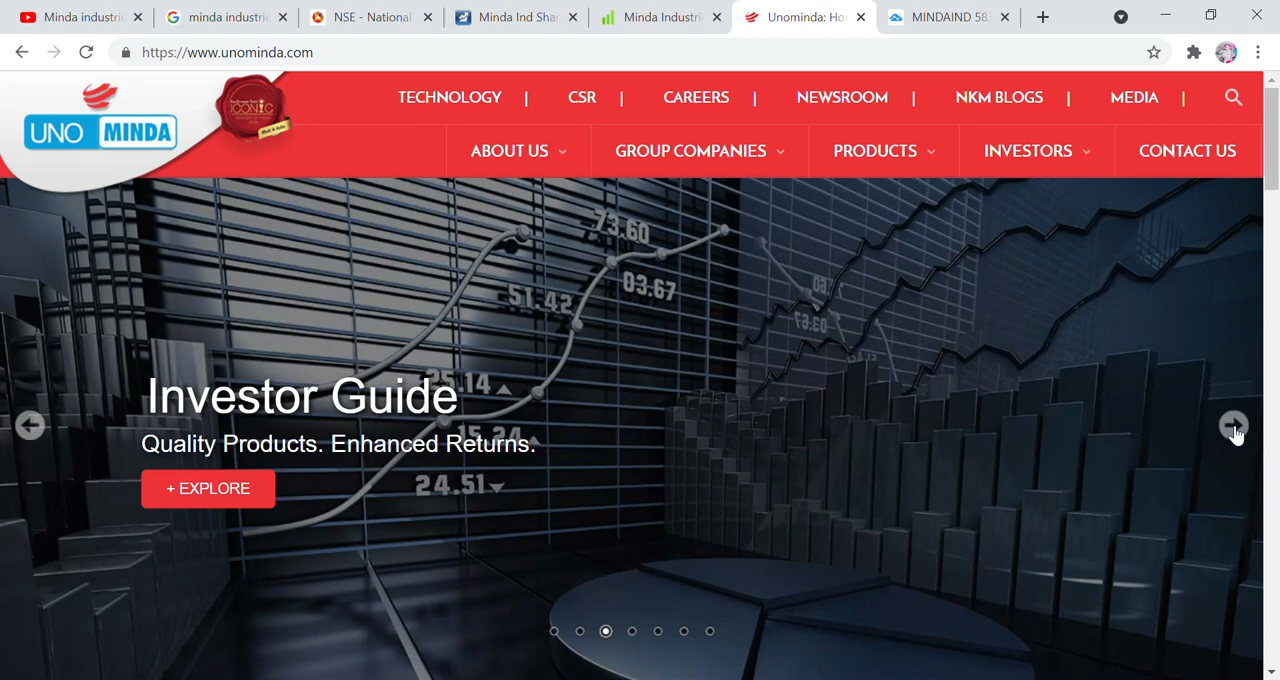 Minda industri
minda industri
NSE - National
Minda Ind Sha
Minda Industri
Unominda: Ho
MINDAIND 58
https://www.unominda.com
UNO MINDA
ICONIC
TECHNOLOGY | CSR | CAREERS | NEWSROOM | NKM BLOGS | MEDIA |
ABOUT US GROUP COMPANIES PRODUCTS INVESTORS CONTACT US
73.60
03.67
51.42
25.14
15.24
24.51
Investor Guide
Quality Products. Enhanced Returns.
+ EXPLORE